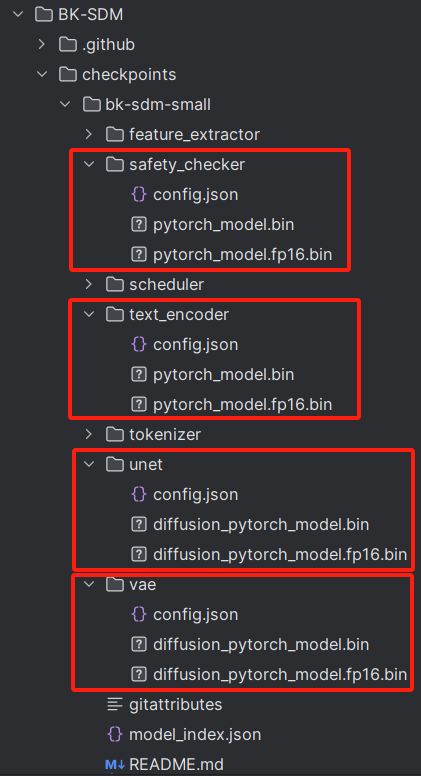 BK-SDM
.github
checkpoints
bk-sdm-small
feature_extractor
safety_checker
{} config.json
? pytorch_model.bin
? pytorch_model.fp16.bin
scheduler
text_encoder
{} config.json
? pytorch_model.bin
? pytorch_model.fp16.bin
tokenizer
unet
{} config.json
? diffusion_pytorch_model.bin
? diffusion_pytorch_model.fp16.bin
vae
{} config.json
? diffusion_pytorch_model.bin
? diffusion_pytorch_model.fp16.bin
gitattributes
{} model_index.json
M↓ README.md